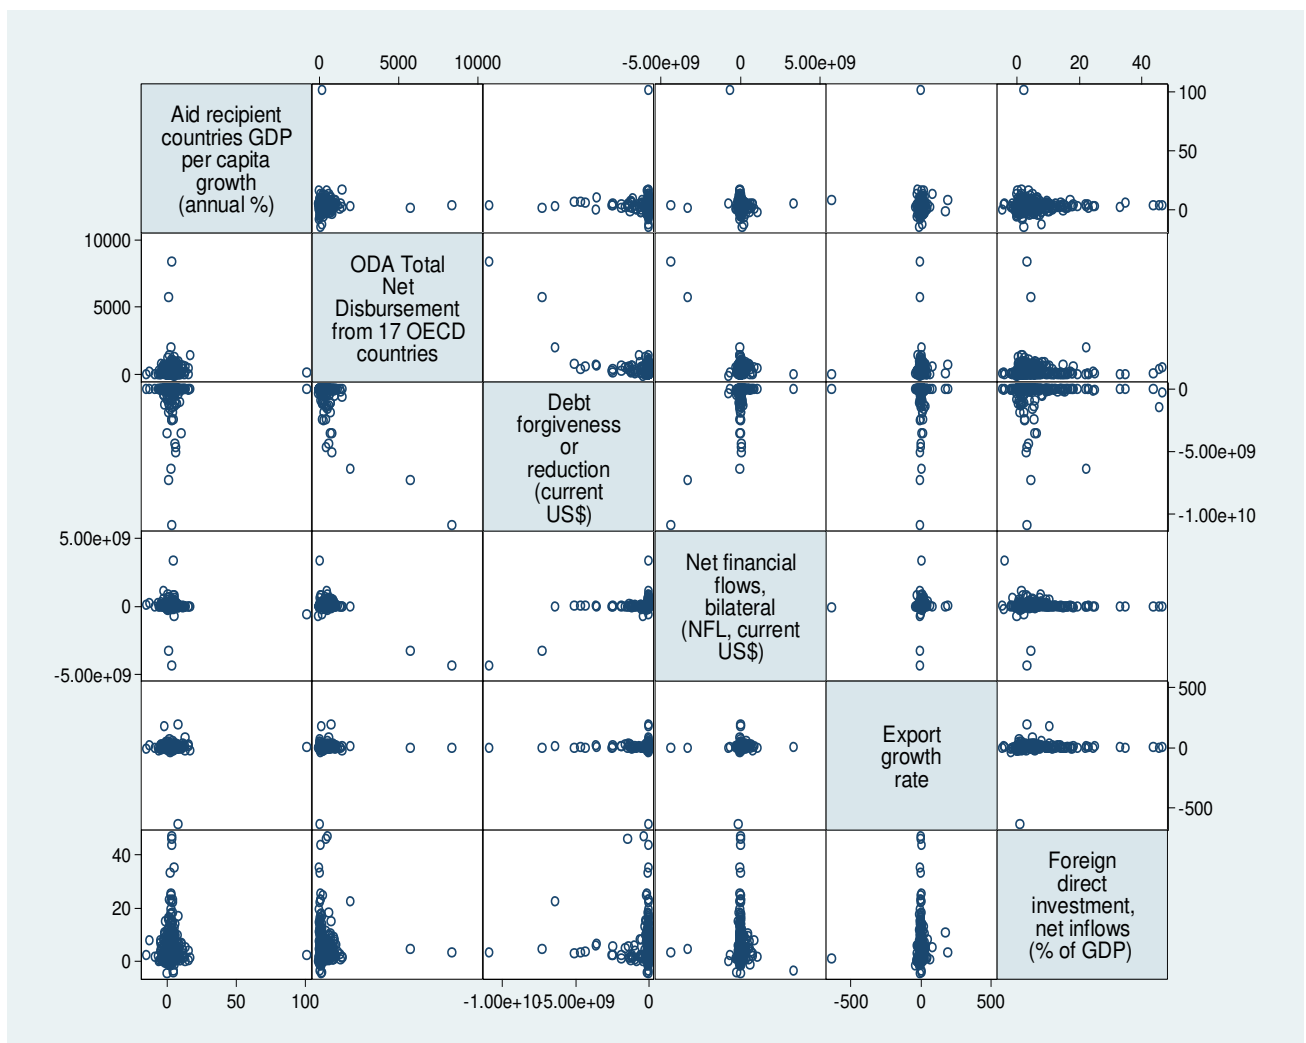 0 5000 10000 -5.00e+09 0 5.00e+09 0 20 40
Aid recipient
countries GDP
per capita
growth
(annual %)
100
50
0
10000
5000
0
ODA Total
Net
Disbursement
from 17 OECD
countries
Debt
forgiveness
or
reduction
(current
US$)
0
-5.00e+09
-1.00e+10
5.00e+09
0
-5.00e+09
Net financial
flows,
bilateral
(NFL, current
US$)
Export
growth
rate
500
0
-500
40
20
0
Foreign
direct
investment,
net inflows
(% of GDP)
0 50 100 -1.00e+10 -5.00e+09 0 -500 0 500